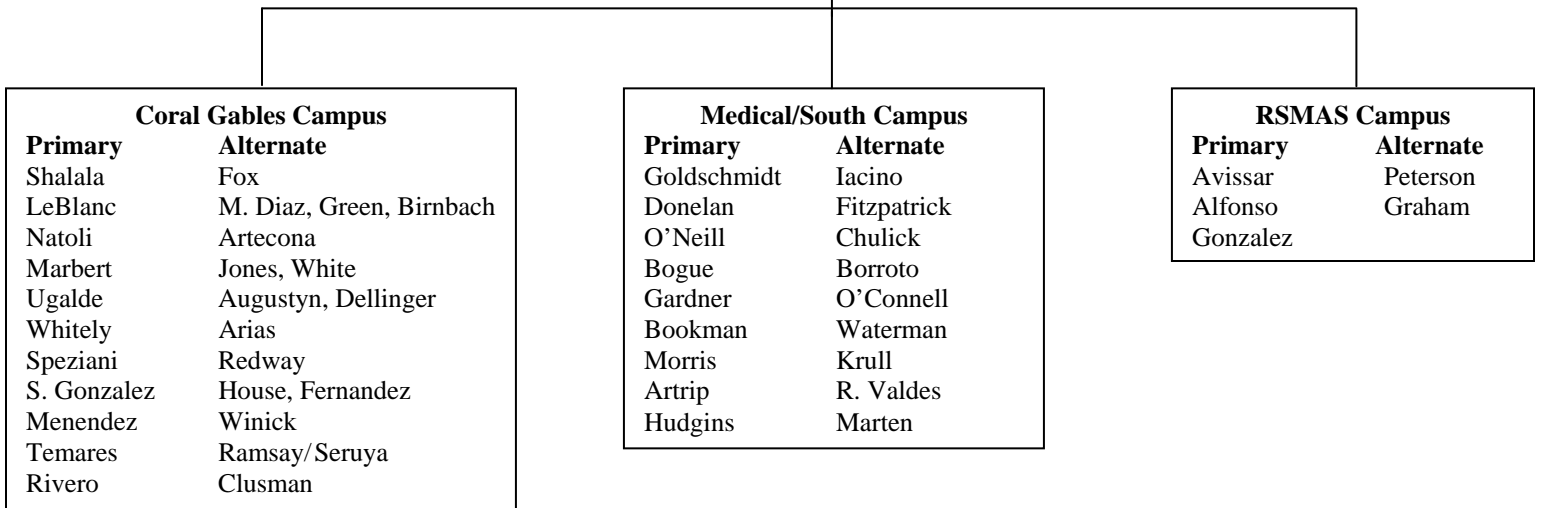 Coral Gables Campus
Primary Alternate
Shalala Fox
LeBlanc M. Diaz, Green, Birnbach
Natoli Artecona
Marbert Jones, White
Ugalde Augustyn, Dellinger
Whitely Arias
Speziani Redway
S. Gonzalez House, Fernandez
Menendez Winick
Temares Ramsay/Seruya
Rivero Clusman
Medical/South Campus
Primary Alternate
Goldschmidt Iacino
Donelan Fitzpatrick
O’Neill Chulick
Bogue Borroto
Gardner O’Connell
Bookman Waterman
Morris Krull
Artrip R. Valdes
Hudgins Marten
RSMAS Campus
Primary Alternate
Avissar Peterson
Alfonso Graham
Gonzalez